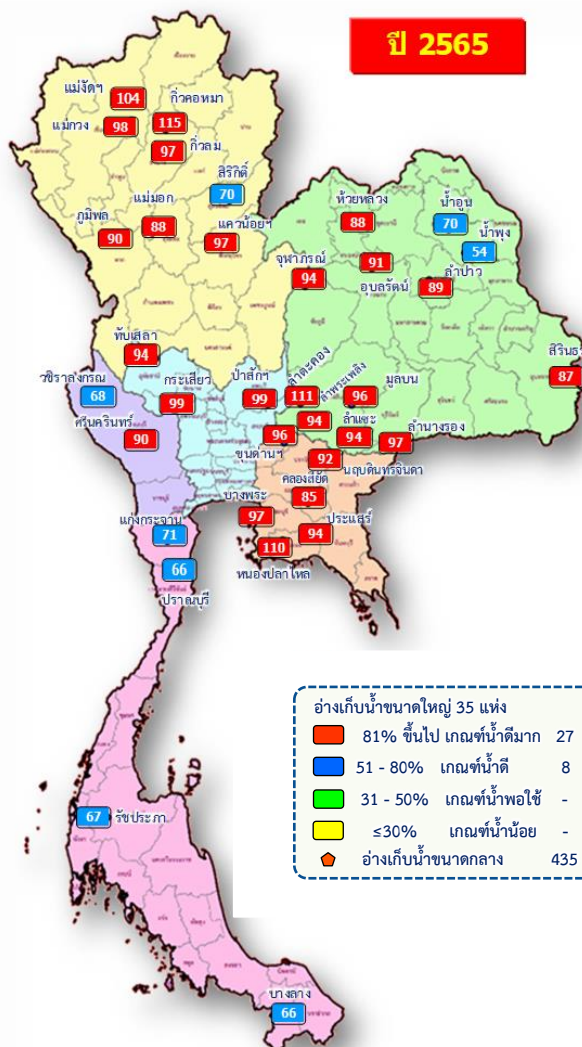 ปี 2565
แม่งัดฯ
104
กิ่วคอหมา
115
แม่กวง
98
กิ่วลม
97
สิริกิติ์
70
ภูมิพล
90
แม่มอก
88
แควน้อยฯ
97
ห้วยหลวง
88
น้ำอูน
70
น้ำพุง
54
จุฬาภรณ์
94
อุบลรัตน์
91
ลำปาว
89
สิรินธร
87
ทับเสลา
94
กระเสียว
99
ป่าสักฯ
99
ลำตะคอง
111
ลำพระเพลิง
94
มูลบน
96
ลำแชะ
94
ลำนางรอง
97
วชิราลงกรณ
68
ศรีนครินทร์
90
ขุนด่านฯ
96
นฤบดินทรจินดา
92
คลองสียัด
85
บางพระ
97
ประแสร์
94
หนองปลาไหล
110
แก่งกระจาน
71
66
ปราณบุรี
67 รัชชประภา
บางลาง
66
อ่างเก็บน้ำขนาดใหญ่ 35 แห่ง
81% ขึ้นไป เกณฑ์น้ำดีมาก 27
51 - 80% เกณฑ์น้ำดี 8
31 - 50% เกณฑ์น้ำพอใช้ -
≤30% เกณฑ์น้ำน้อย -
อ่างเก็บน้ำขนาดกลาง 435